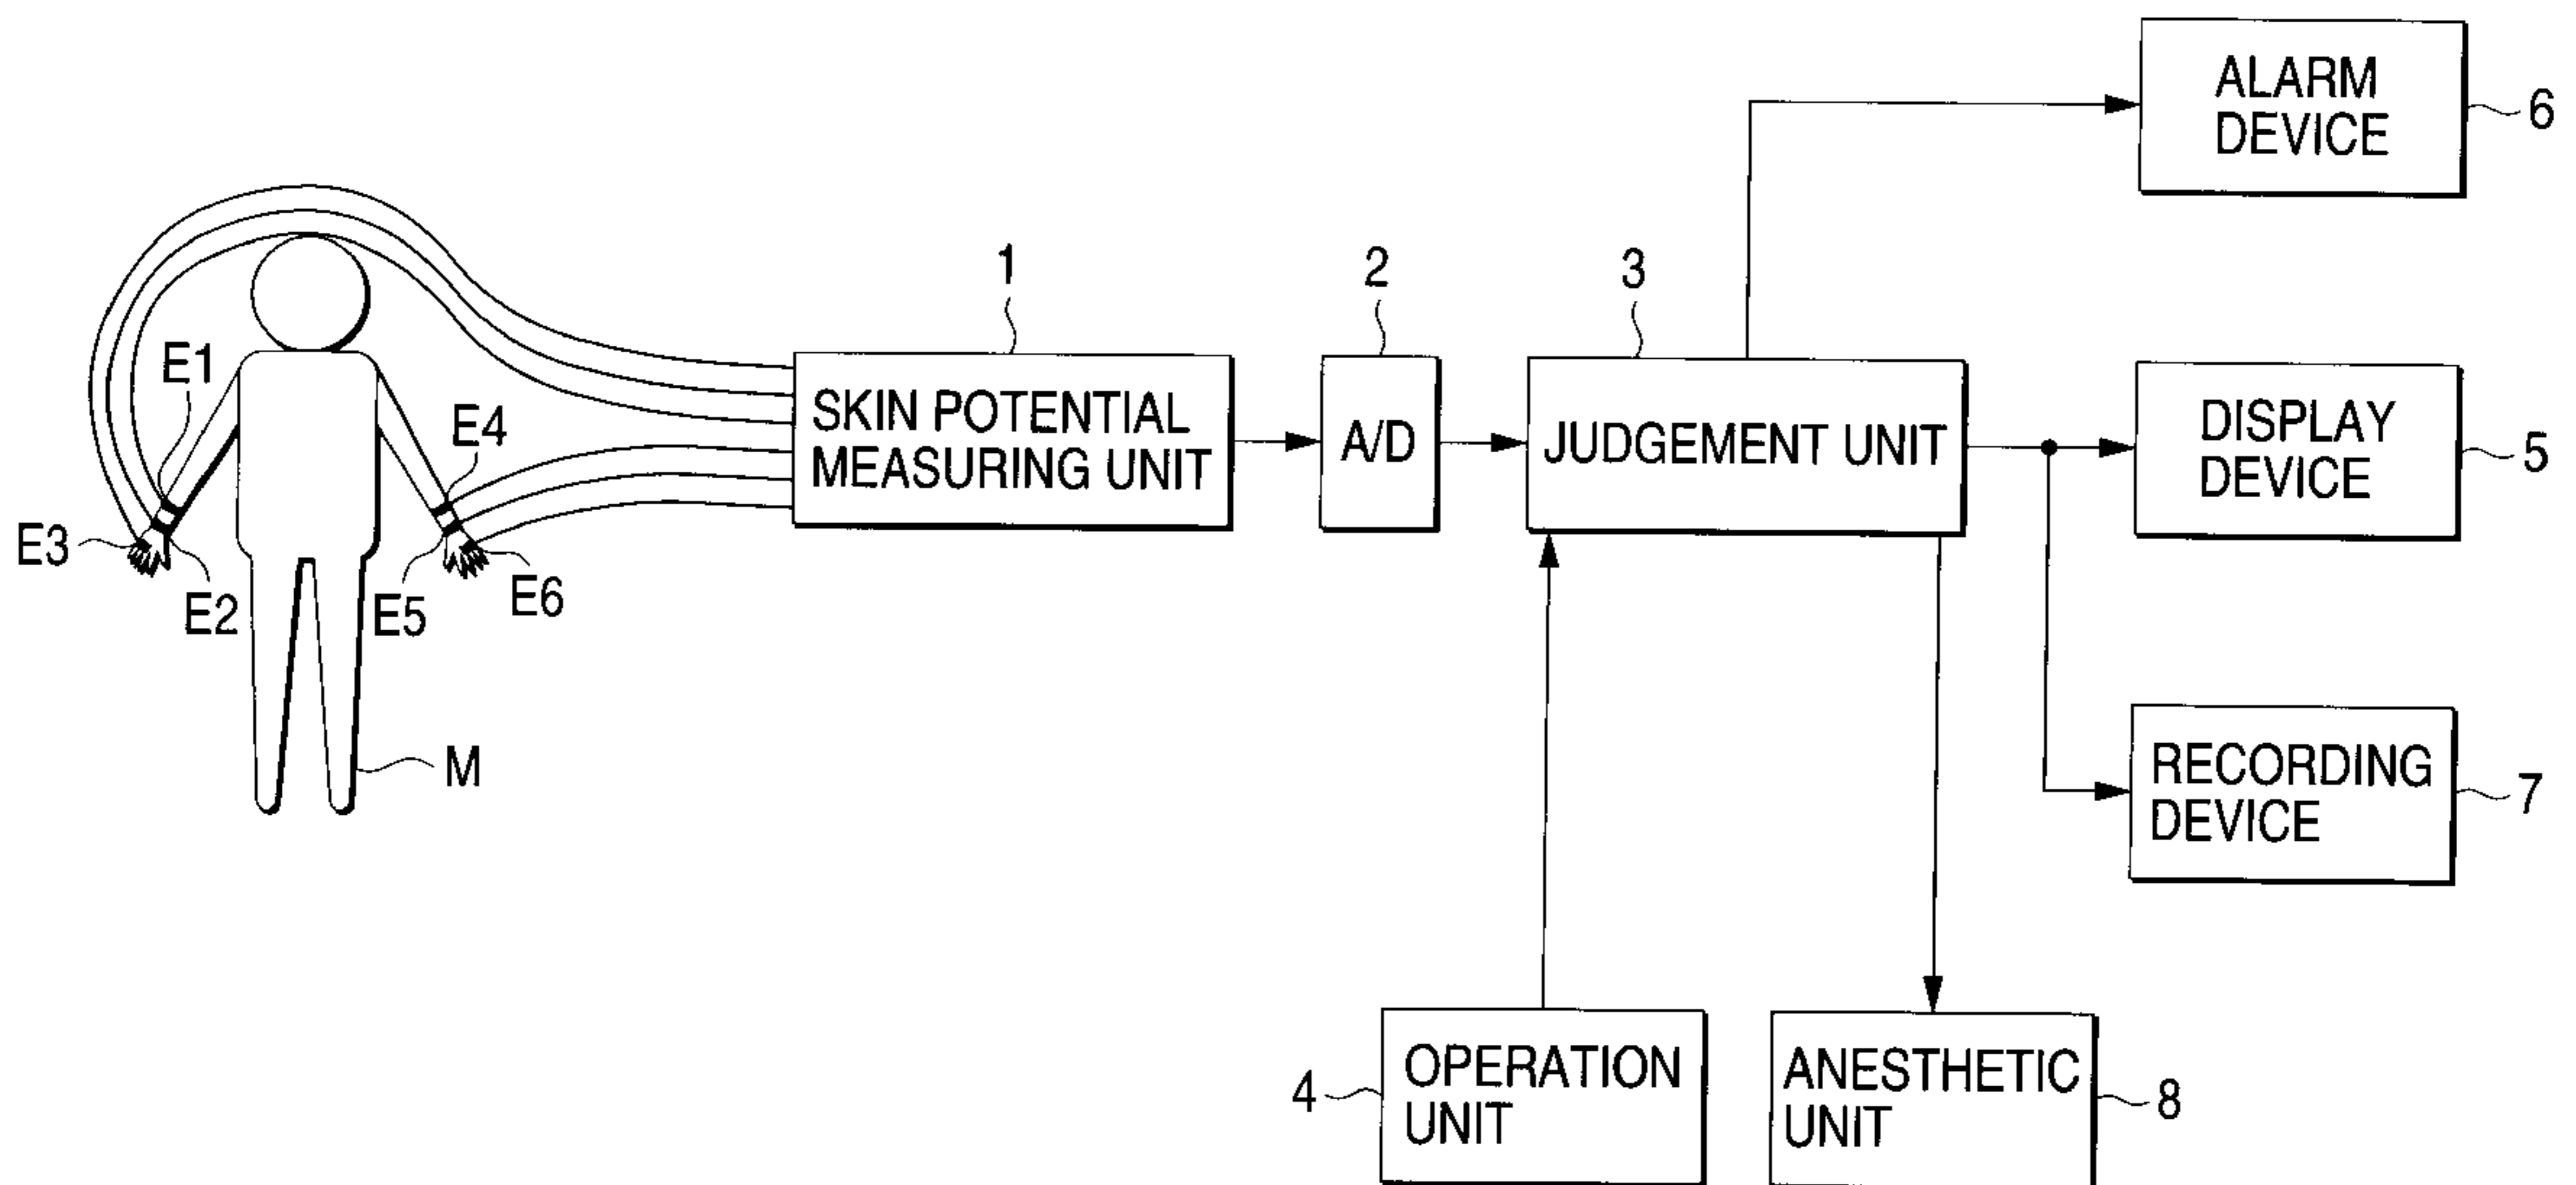 ALARM
DEVICE
6
1
2
3
E1
E4
SKIN POTENTIAL
MEASURING UNIT
A/D
JUDGEMENT UNIT
DISPLAY
DEVICE
5
E3
E2
E5
E6
M
RECORDING
DEVICE
7
4
OPERATION
UNIT
ANESTHETIC
UNIT
8